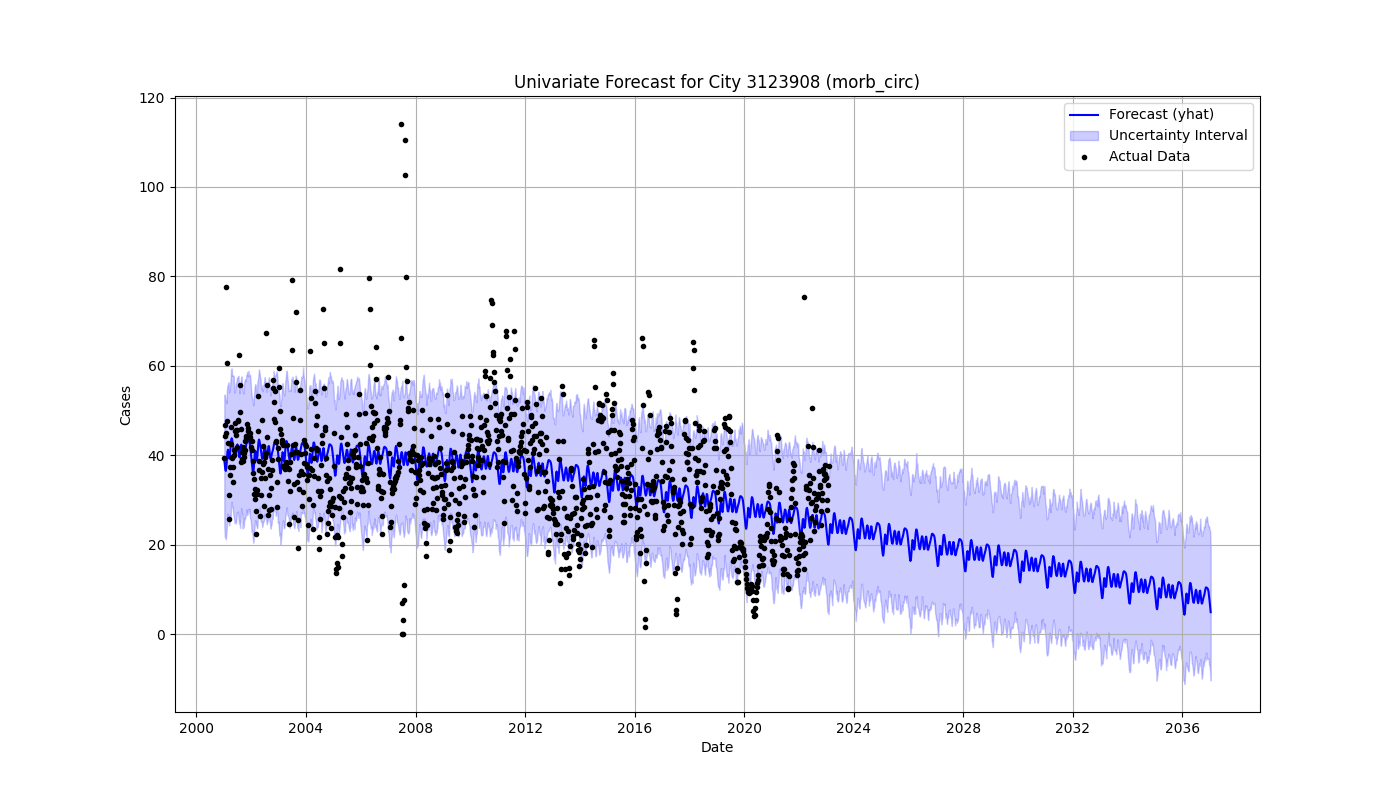 Univariate Forecast for City 3123908 (morb_circ)
Forecast (yhat)
Uncertainty Interval
Actual Data
Cases
120
100
80
60
40
20
0
2000 2004 2008 2012 2016 2020 2024 2028 2032 2036
Date